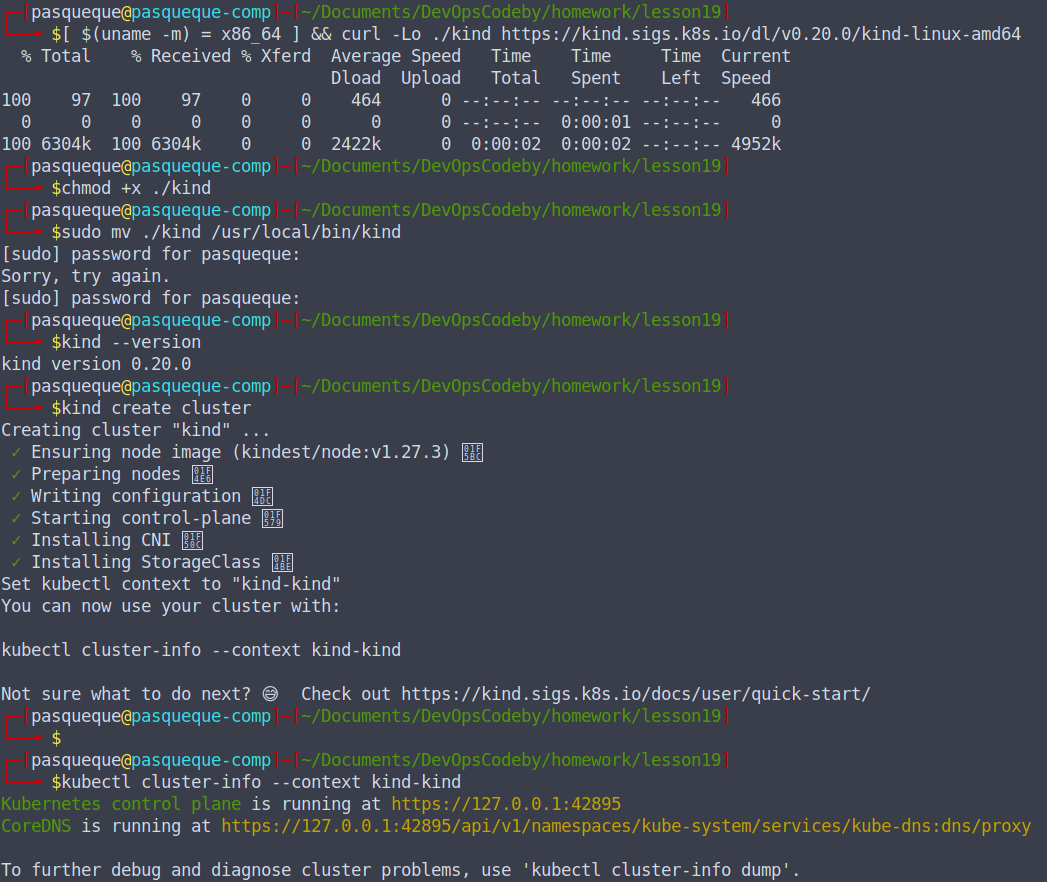 [pasqueque@pasqueque-comp]─[~/Documents/DevOpsCodeby/homework/lesson19]
$[ $(uname -m) = x86_64 ] && curl -Lo ./kind https://kind.sigs.k8s.io/dl/v0.20.0/kind-linux-amd64
% Total % Received % Xferd Average Speed Time Time Time Current
Dload Upload Total Spent Left Speed
100 97 100 97 0 0 464 0 --:--:-- --:--:-- --:--:-- 466
0 0 0 0 0 0 0 0 --:--:-- 0:00:01 --:--:-- 0
100 6304k 100 6304k 0 0 2422k 0 0:00:02 0:00:02 --:--:-- 4952k
[pasqueque@pasqueque-comp]─[~/Documents/DevOpsCodeby/homework/lesson19]
$chmod +x ./kind
[pasqueque@pasqueque-comp]─[~/Documents/DevOpsCodeby/homework/lesson19]
$sudo mv ./kind /usr/local/bin/kind
[sudo] password for pasqueque:
Sorry, try again.
[sudo] password for pasqueque:
[pasqueque@pasqueque-comp]─[~/Documents/DevOpsCodeby/homework/lesson19]
$kind --version
kind version 0.20.0
[pasqueque@pasqueque-comp]─[~/Documents/DevOpsCodeby/homework/lesson19]
$kind create cluster
Creating cluster "kind" ...
✓ Ensuring node image (kindest/node:v1.27.3) 🖼
✓ Preparing nodes 📦
✓ Writing configuration 📜
✓ Starting control-plane 🕹
✓ Installing CNI 🔌
✓ Installing StorageClass 💾
Set kubectl context to "kind-kind"
You can now use your cluster with:
kubectl cluster-info --context kind-kind
Not sure what to do next? 😅 Check out https://kind.sigs.k8s.io/docs/user/quick-start/
[pasqueque@pasqueque-comp]─[~/Documents/DevOpsCodeby/homework/lesson19]
$
[pasqueque@pasqueque-comp]─[~/Documents/DevOpsCodeby/homework/lesson19]
$kubectl cluster-info --context kind-kind
Kubernetes control plane is running at https://127.0.0.1:42895
CoreDNS is running at https://127.0.0.1:42895/api/v1/namespaces/kube-system/services/kube-dns:dns/proxy
To further debug and diagnose cluster problems, use 'kubectl cluster-info dump'.